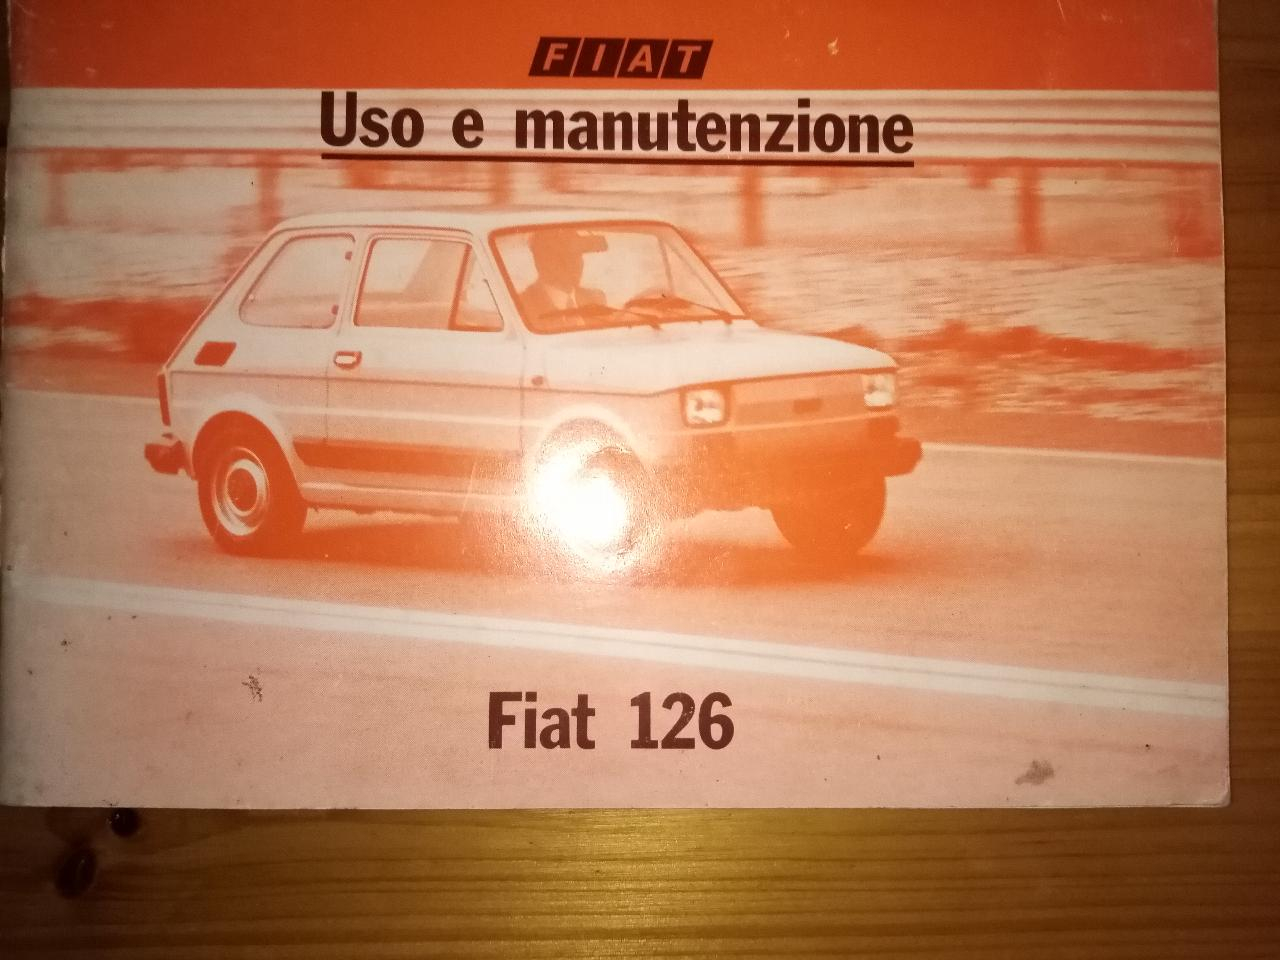 FIAT
Uso e manutenzione
Fiat 126